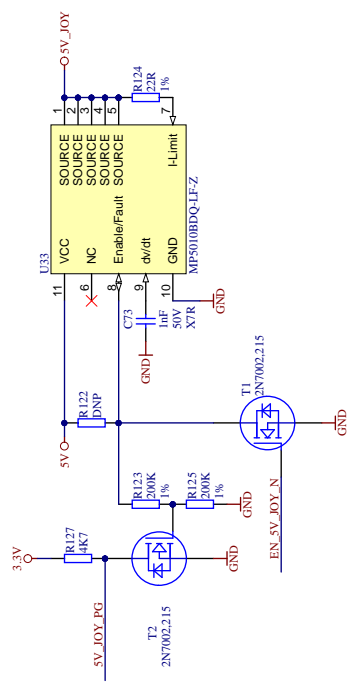 5V_JOY
R124
22R
1%
1
2
3
4
5
7
SOURCE
SOURCE
SOURCE
SOURCE
SOURCE
I-Limit
U33
VCC
NC
Enable/Fault
dv/dt
GND
MP5010BDQ-LF-Z
11
6
8
9
10
C73
1nF
50V
X7R
GND
GND
5V
R122
DNP
T1
2N7002,215
GND
EN_5V_JOY_N
R123
200K
1%
R125
200K
1%
GND
3.3V
R127
4K7
5V_JOY_PG
T2
2N7002,215
GND